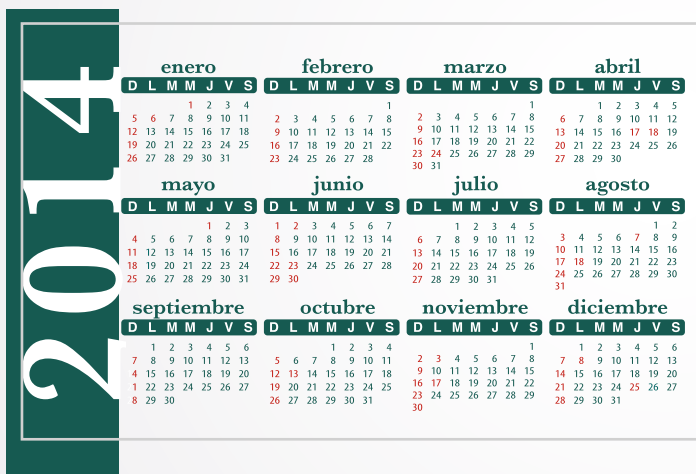 2014
enero
D L M M J V S
1 2 3 4
5 6 7 8 9 10 11
12 13 14 15 16 17 18
19 20 21 22 23 24 25
26 27 28 29 30 31
febrero
D L M M J V S
1
2 3 4 5 6 7 8
9 10 11 12 13 14 15
16 17 18 19 20 21 22
23 24 25 26 27 28
marzo
D L M M J V S
1
2 3 4 5 6 7 8
9 10 11 12 13 14 15
16 17 18 19 20 21 22
23 24 25 26 27 28 29
30 31
abril
D L M M J V S
1 2 3 4 5
6 7 8 9 10 11 12
13 14 15 16 17 18 19
20 21 22 23 24 25 26
27 28 29 30
mayo
D L M M J V S
1 2 3
4 5 6 7 8 9 10
11 12 13 14 15 16 17
18 19 20 21 22 23 24
25 26 27 28 29 30 31
junio
D L M M J V S
1 2 3 4 5 6 7
8 9 10 11 12 13 14
15 16 17 18 19 20 21
22 23 24 25 26 27 28
29 30
julio
D L M M J V S
1 2 3 4 5
6 7 8 9 10 11 12
13 14 15 16 17 18 19
20 21 22 23 24 25 26
27 28 29 30 31
agosto
D L M M J V S
1 2
3 4 5 6 7 8 9
10 11 12 13 14 15 16
17 18 19 20 21 22 23
24 25 26 27 28 29 30
31
septiembre
D L M M J V S
1 2 3 4 5 6
7 8 9 10 11 12 13
4 15 16 17 18 19 20
1 22 23 24 25 26 27
8 29 30
octubre
D L M M J V S
1 2 3 4
5 6 7 8 9 10 11
12 13 14 15 16 17 18
19 20 21 22 23 24 25
26 27 28 29 30 31
noviembre
D L M M J V S
1
2 3 4 5 6 7 8
9 10 11 12 13 14 15
16 17 18 19 20 21 22
23 24 25 26 27 28 29
30
diciembre
D L M M J V S
1 2 3 4 5 6
7 8 9 10 11 12 13
14 15 16 17 18 19 20
21 22 23 24 25 26 27
28 29 30 31